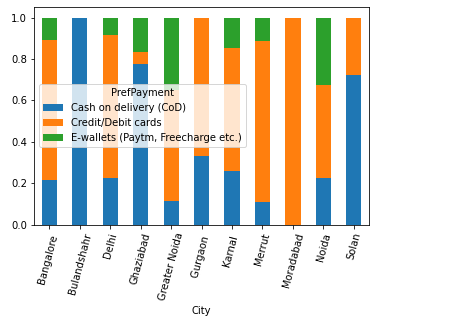 1.0
0.8
0.6
0.4
0.2
0.0
PrefPayment
Cash on delivery (CoD)
Credit/Debit cards
E-wallets (Paytm, Freecharge etc.)
Bangalore
Bulandshahr
Delhi
Ghaziabad
Greater Noida
Gurgaon
Karnal
Merrut
Moradabad
Noida
Solan
City